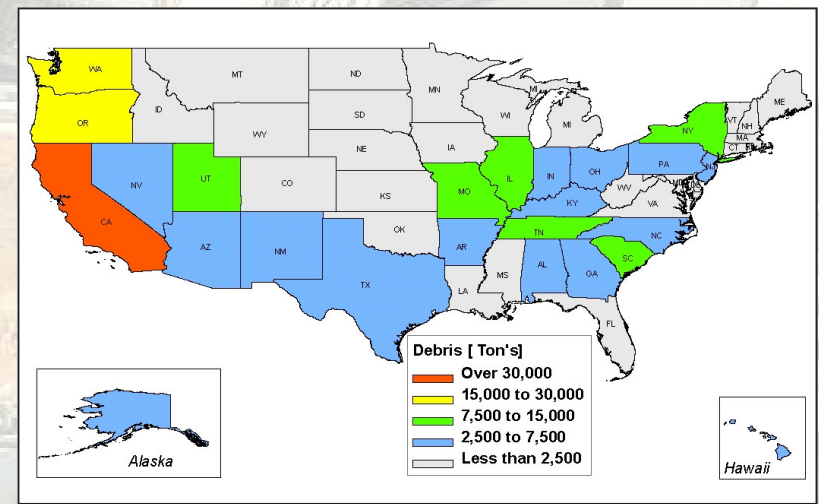 WA
MT
ND
MN
ME
OR
ID
SD
WI
MI
MI
VT
NH
NY
MA
CT
WY
IA
NE
PA
NJ
NV
UT
CO
IL
IN
OH
WV
VA
CA
KS
MO
KY
OK
TN
NC
AZ
NM
AR
SC
MS
AL
GA
TX
LA
FL
Debris [ Ton's]
Over 30,000
15,000 to 30,000
7,500 to 15,000
2,500 to 7,500
Less than 2,500
Alaska
Hawaii